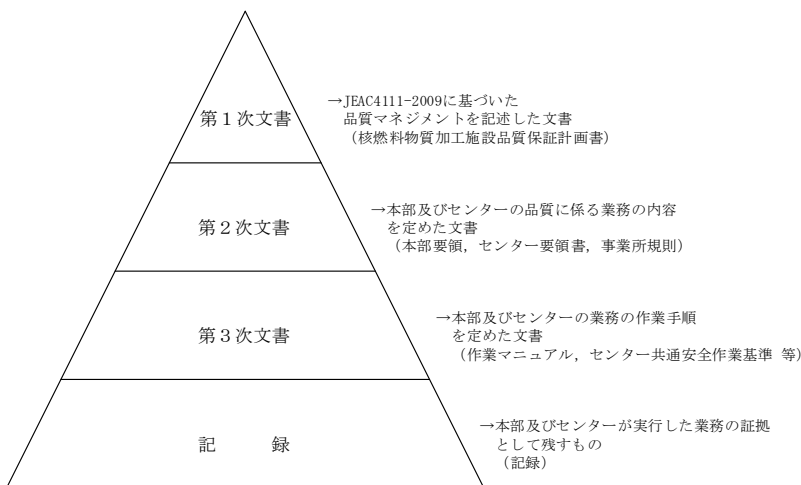 第１次文書
→JEAC4111-2009に基づいた
品質マネジメントを記述した文書
（核燃料物質加工施設品質保証計画書）
第２次文書
→本部及びセンターの品質に係る業務の内容
を定めた文書
（本部要領，センター要領書，事業所規則）
第３次文書
→本部及びセンターの業務の作業手順
を定めた文書
（作業マニュアル，センター共通安全作業基準 等）
記　　　録
→本部及びセンターが実行した業務の証拠
として残すもの
（記録）